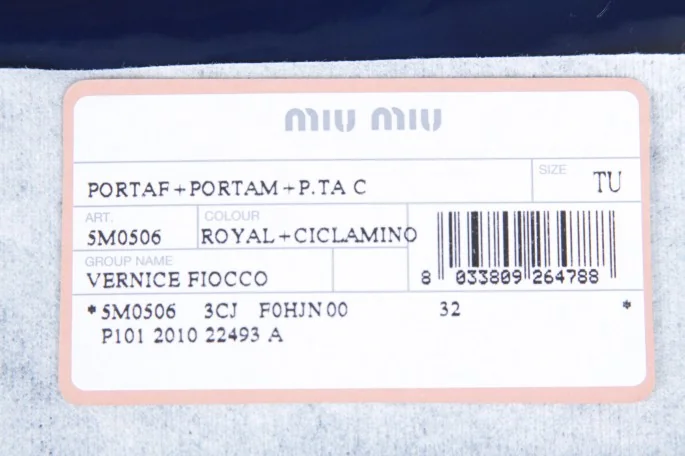 miu miu
PORTAF+PORTAM+P.TA C
SIZE
TU
ART.
5M0506
COLOUR
ROYAL+CICLAMINO
GROUP NAME
VERNICE FIOCCO
8 033809 264788
*5M0506 3CJ F0HJN 00 32 *
P101 2010 22493 A